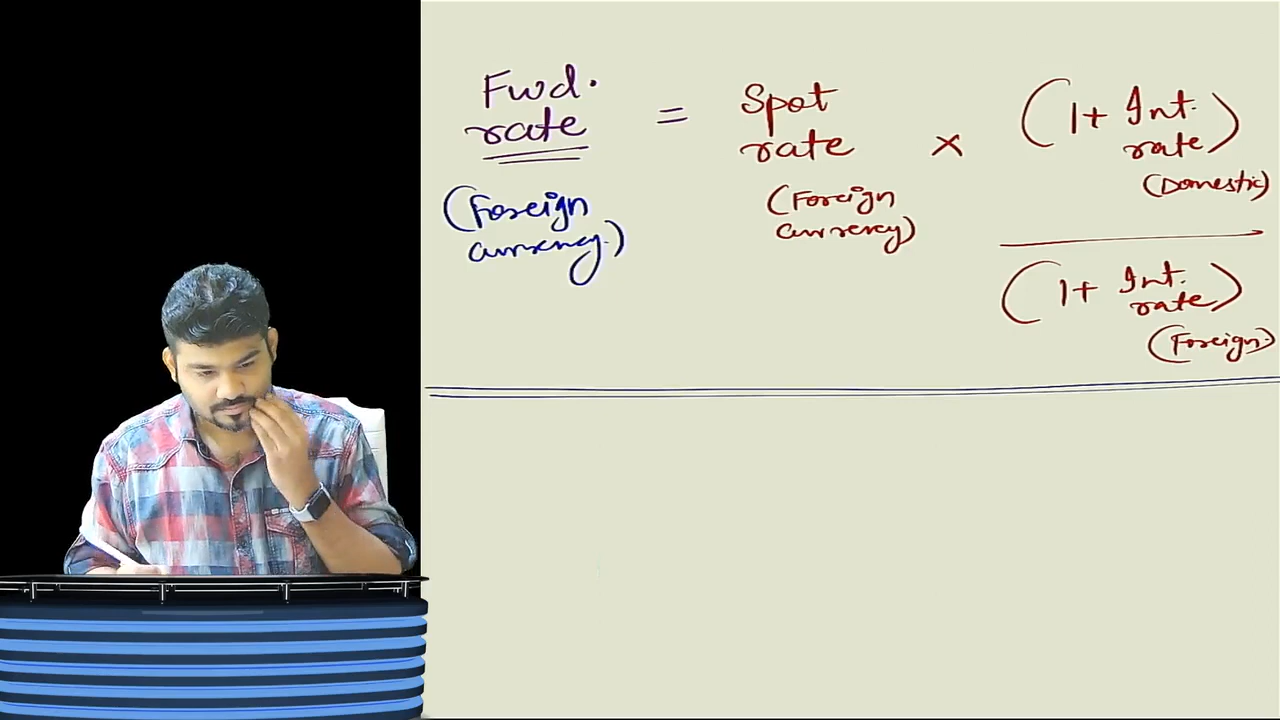 Fwd.
rate
(Foreign
currency.)
=
Spot
rate
(Foreign
currency)
×
(1+ Int.
rate)
(Domestic)
(1+ Int.
rate)
(Foreign.)